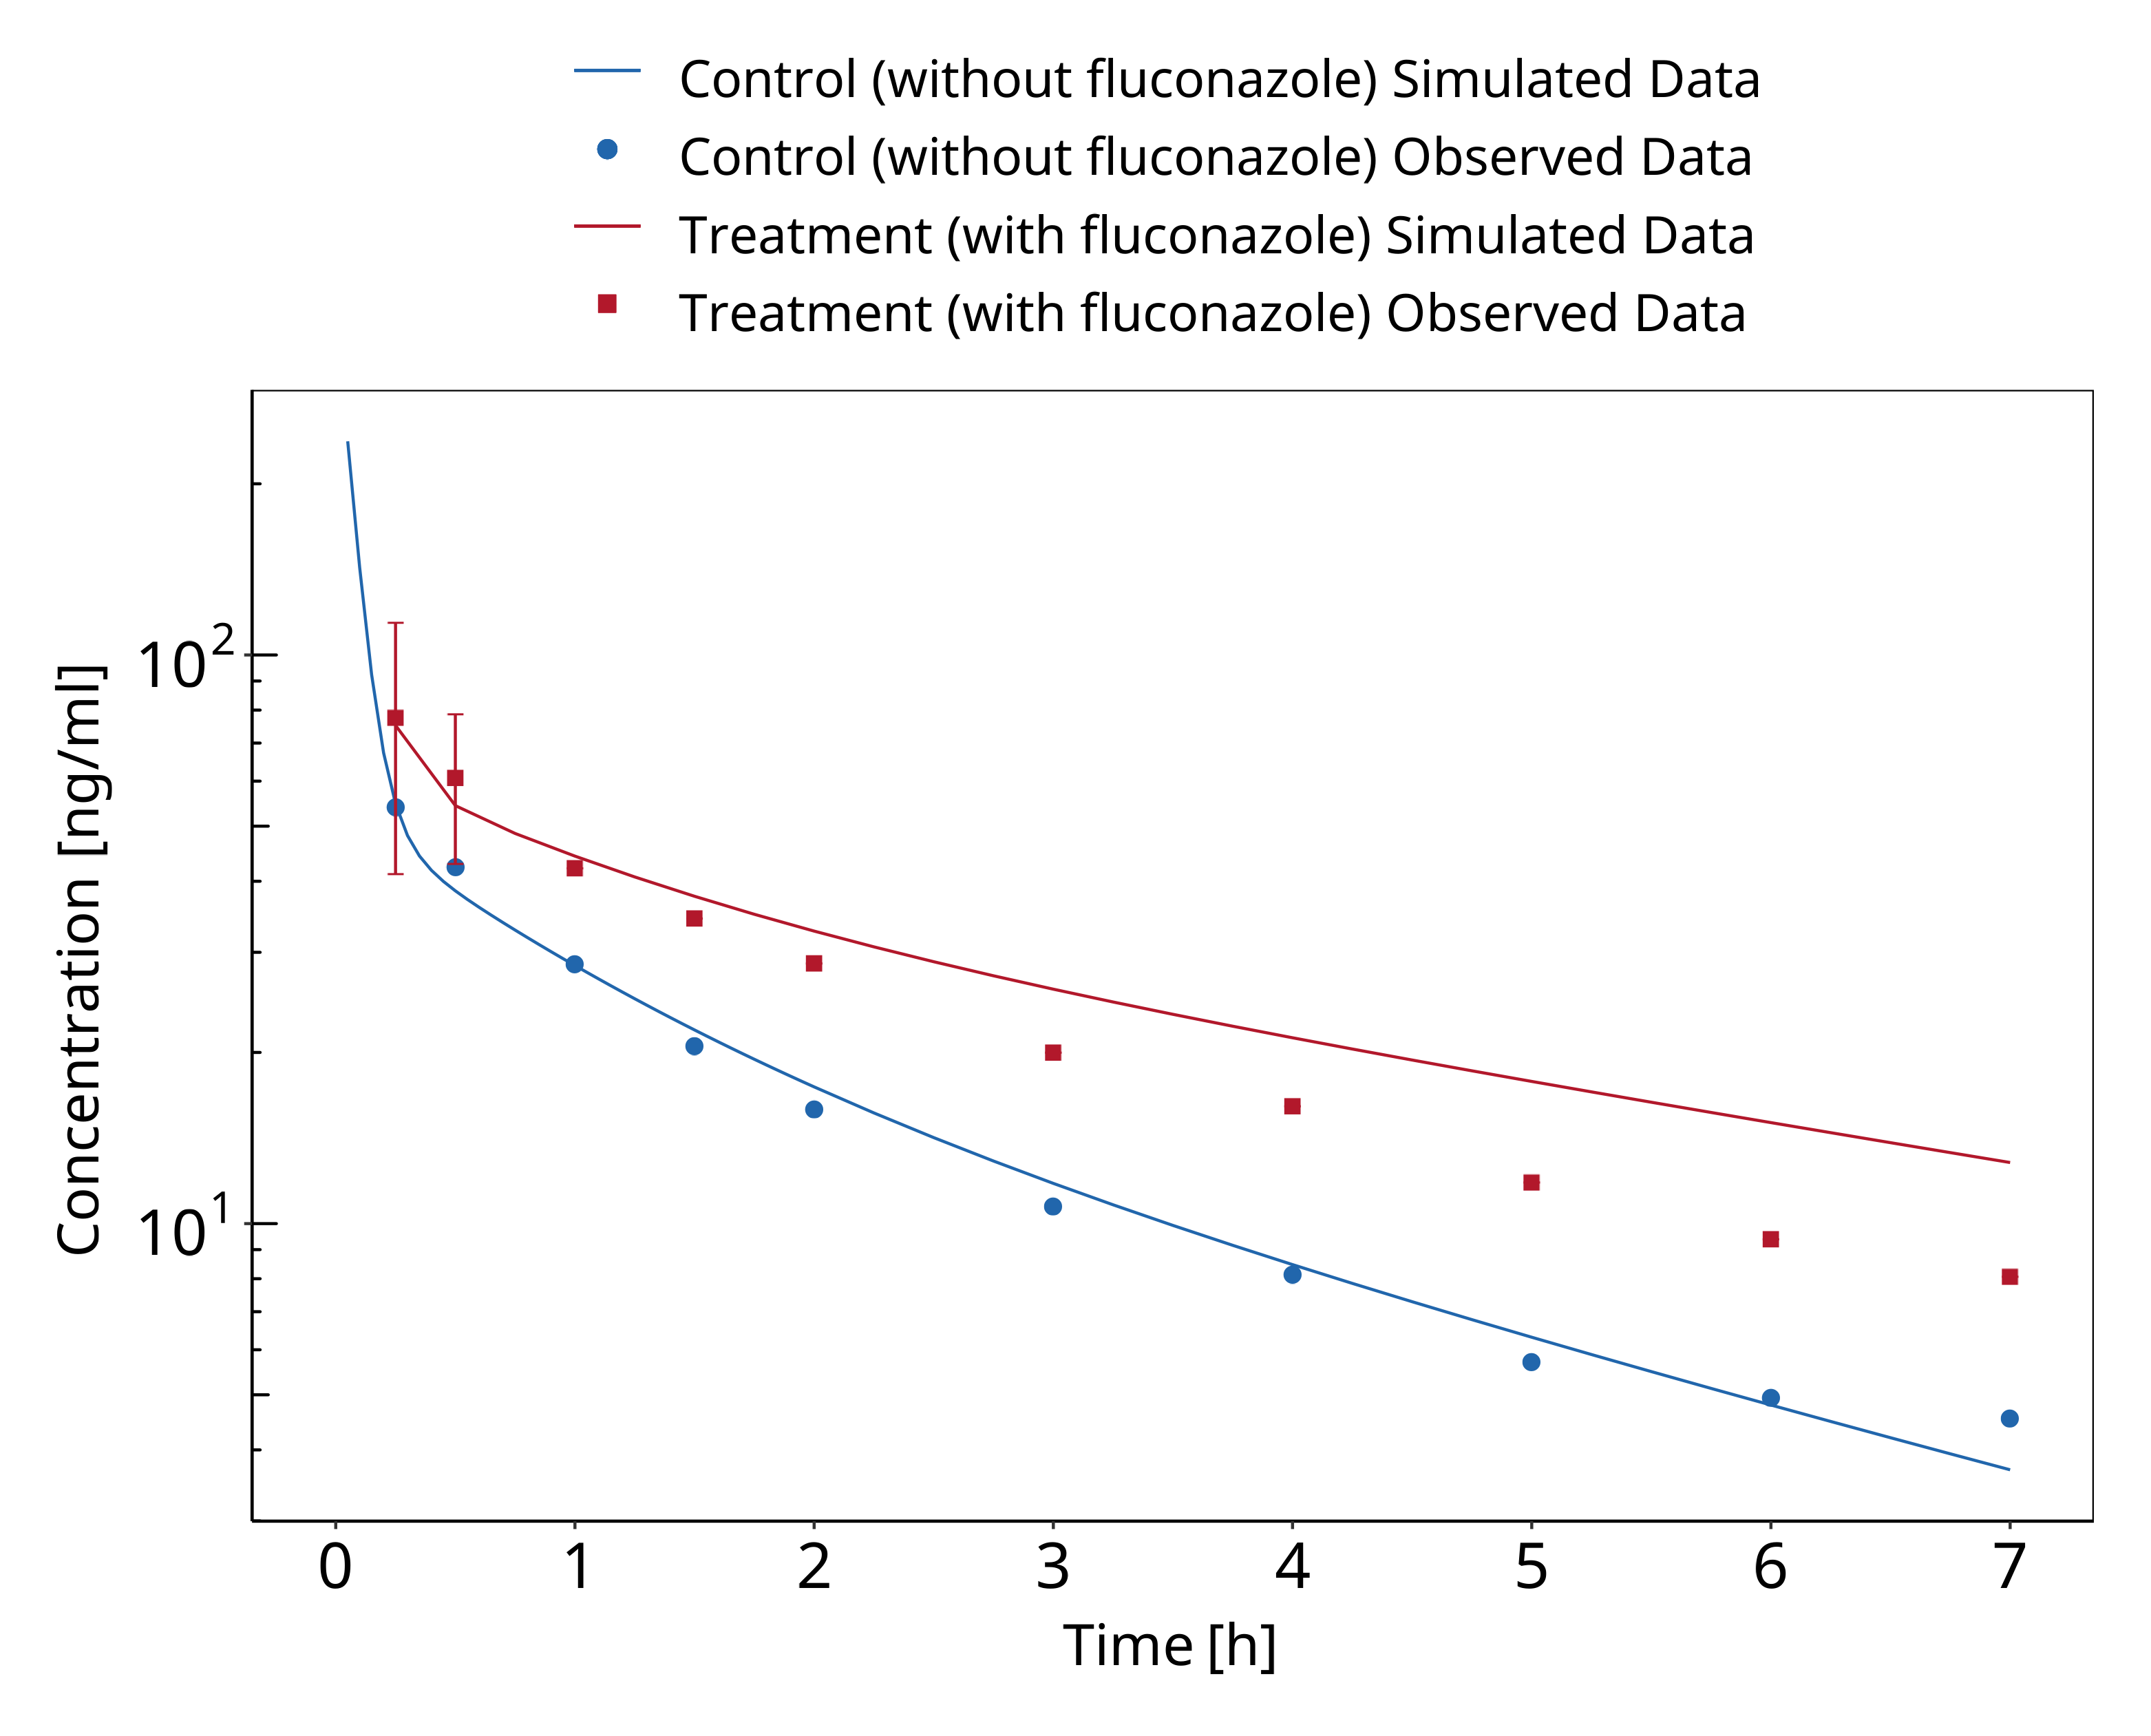 Control (without fluconazole) Simulated Data
Control (without fluconazole) Observed Data
Treatment (with fluconazole) Simulated Data
Treatment (with fluconazole) Observed Data
Concentration [ng/ml]
10²
10¹
0 1 2 3 4 5 6 7
Time [h]